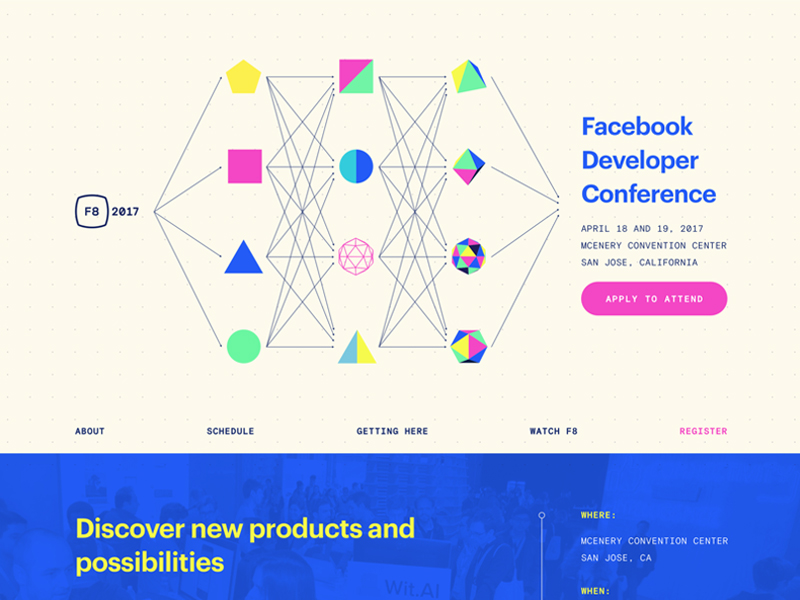 F8 2017
Facebook
Developer
Conference
APRIL 18 AND 19, 2017
MCENERY CONVENTION CENTER
SAN JOSE, CALIFORNIA
APPLY TO ATTEND
ABOUT SCHEDULE GETTING HERE WATCH F8 REGISTER
Discover new products and
possibilities
WHERE:
MCENERY CONVENTION CENTER
SAN JOSE, CA
WHEN:
Wit.AI